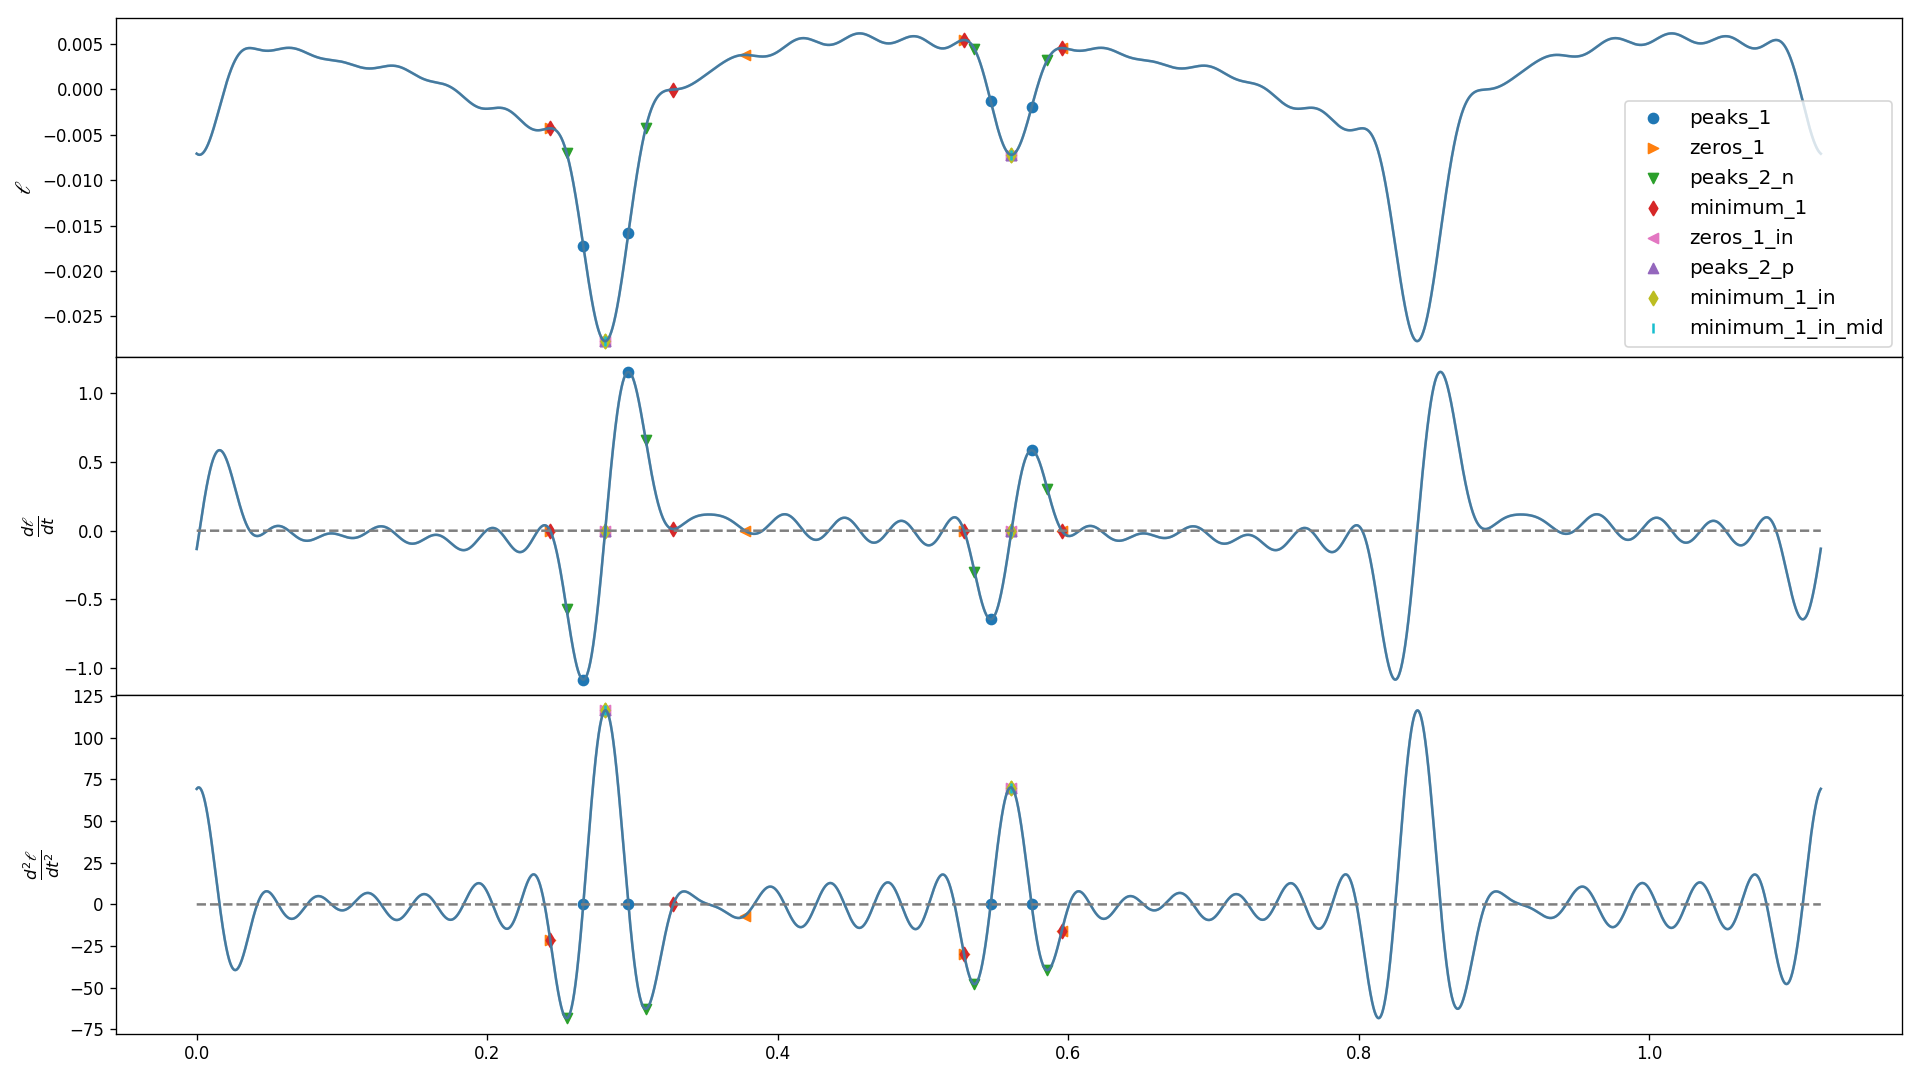 0.005
0.000
−0.005
−0.010
−0.015
−0.020
−0.025
ℓ
peaks_1
zeros_1
peaks_2_n
minimum_1
zeros_1_in
peaks_2_p
minimum_1_in
minimum_1_in_mid
1.0
0.5
0.0
−0.5
−1.0
dℓ/dt
125
100
75
50
25
0
−25
−50
−75
d²ℓ/dt²
0.0 0.2 0.4 0.6 0.8 1.0